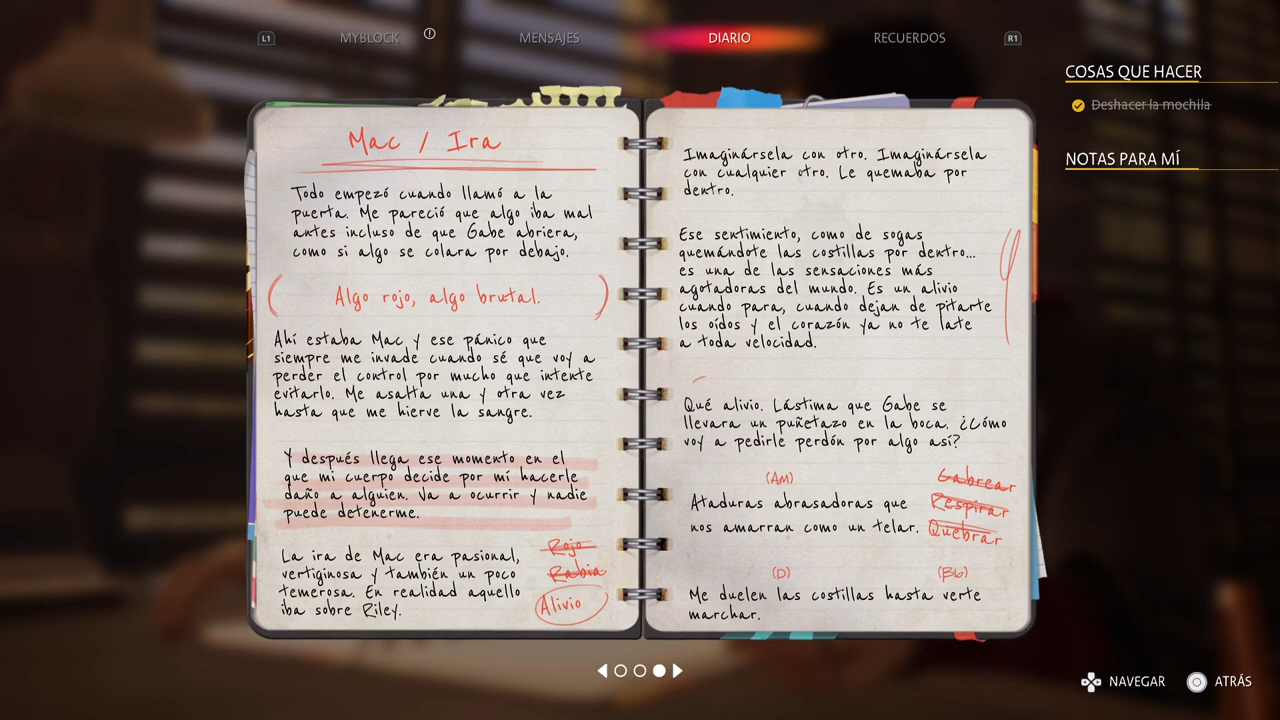 L1
MYBLOCK
MENSAJES
DIARIO
RECUERDOS
R1
COSAS QUE HACER
Deshacer la mochila
NOTAS PARA MÍ
Mac / Ira
Todo empezó cuando llamó a la
puerta. Me pareció que algo iba mal
antes incluso de que Gabe abriera,
como si algo se colara por debajo.
( Algo rojo, algo brutal. )
Ahí estaba Mac y ese pánico que
siempre me invade cuando sé que voy a
perder el control por mucho que intente
evitarlo. Me asalta una y otra vez
hasta que me hierve la sangre.
Y después llega ese momento en el
que mi cuerpo decide por mí hacerle
daño a alguien. Va a ocurrir y nadie
puede detenerme.
La ira de Mac era pasional,
vertiginosa y también un poco
temerosa. En realidad aquello
iba sobre Riley.
Rojo
Rabia
Alivio
Imaginársela con otro. Imaginársela
con cualquier otro. Le quemaba por
dentro.
Ese sentimiento, como de sogas
quemándote las costillas por dentro...
es una de las sensaciones más
agotadoras del mundo. Es un alivio
cuando para, cuando dejan de pitarte
los oídos y el corazón ya no te late
a toda velocidad.
Qué alivio. Lástima que Gabe se
llevara un puñetazo en la boca. ¿Cómo
voy a pedirle perdón por algo así?
(Am)
Ataduras abrasadoras que
nos amarran como un telar.
Cabrear
Respirar
Quebrar
(D) (Bb)
Me duelen las costillas hasta verte
marchar.
NAVEGAR
ATRÁS